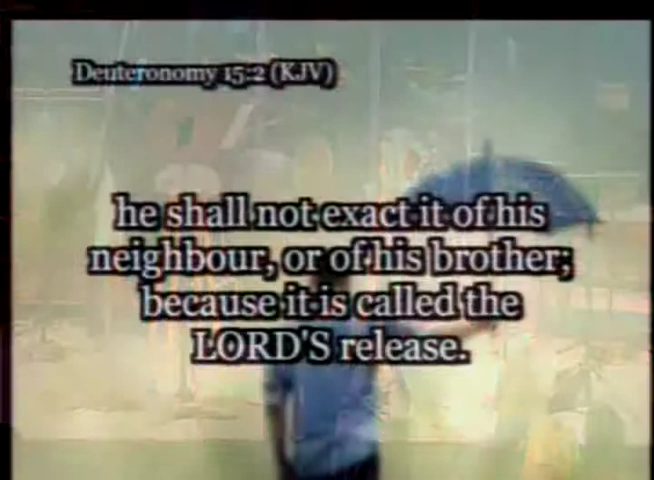 Deuteronomy 15:2 (KJV)
he shall not exact it of his
neighbour, or of his brother;
because it is called the
LORD'S release.